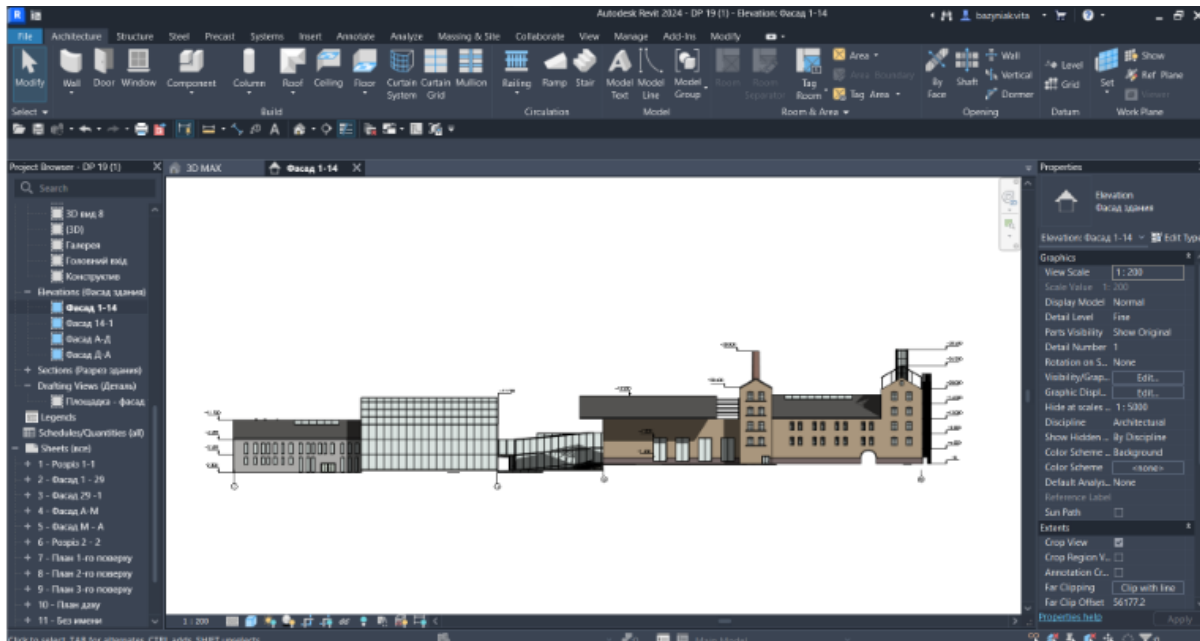 Autodesk Revit 2024 - DP 19 (1) - Elevation: Фасад 1-14
bazyniak.vita
File Architecture Structure Steel Precast Systems Insert Annotate Analyze Massing & Site Collaborate View Manage Add-Ins Modify
Modify Wall Door Window Component Column Roof Ceiling Floor Curtain System Curtain Grid Mullion Railing Ramp Stair Model Text Model Line Model Group Room Room Separator Tag Room Area Area Boundary Tag Area By Face Shaft Wall Vertical Dormer Level Grid Set Show Ref Plane Viewer
Select Build Circulation Model Room & Area Opening Datum Work Plane
Project Browser - DP 19 (1)
Search
3D вид 8
(3D)
Галерея
Головний вхід
Конструктив
Elevations (Фасад здания)
Фасад 1-14
Фасад 14-1
Фасад А-Д
Фасад Д-А
Sections (Разрез здания)
Drafting Views (Деталь)
Площадка - фасад
Legends
Schedules/Quantities (all)
Sheets (все)
1 - Розріз 1-1
2 - Фасад 1 - 29
3 - Фасад 29 -1
4 - Фасад А-М
5 - Фасад М - А
6 - Розріз 2 - 2
7 - План 1-го поверху
8 - План 2-го поверху
9 - План 3-го поверху
10 - План даху
11 - Без имени
3D MAX
Фасад 1-14
1 : 200
Properties
Elevation
Фасад здания
Elevation: Фасад 1-14 Edit Type
Graphics
View Scale 1 : 200
Scale Value 1: 200
Display Model Normal
Detail Level Fine
Parts Visibility Show Original
Detail Number 1
Rotation on S... None
Visibility/Grap... Edit...
Graphic Displ... Edit...
Hide at scales ... 1 : 5000
Discipline Architectural
Show Hidden ... By Discipline
Color Scheme ... Background
Color Scheme <none>
Default Analys... None
Reference Label
Sun Path
Extents
Crop View
Crop Region V...
Annotation Cr...
Far Clipping Clip with line
Far Clip Offset 56177.2
Properties help Apply
Click to select, TAB for alternates, CTRL adds, SHIFT unselects.
Main Model